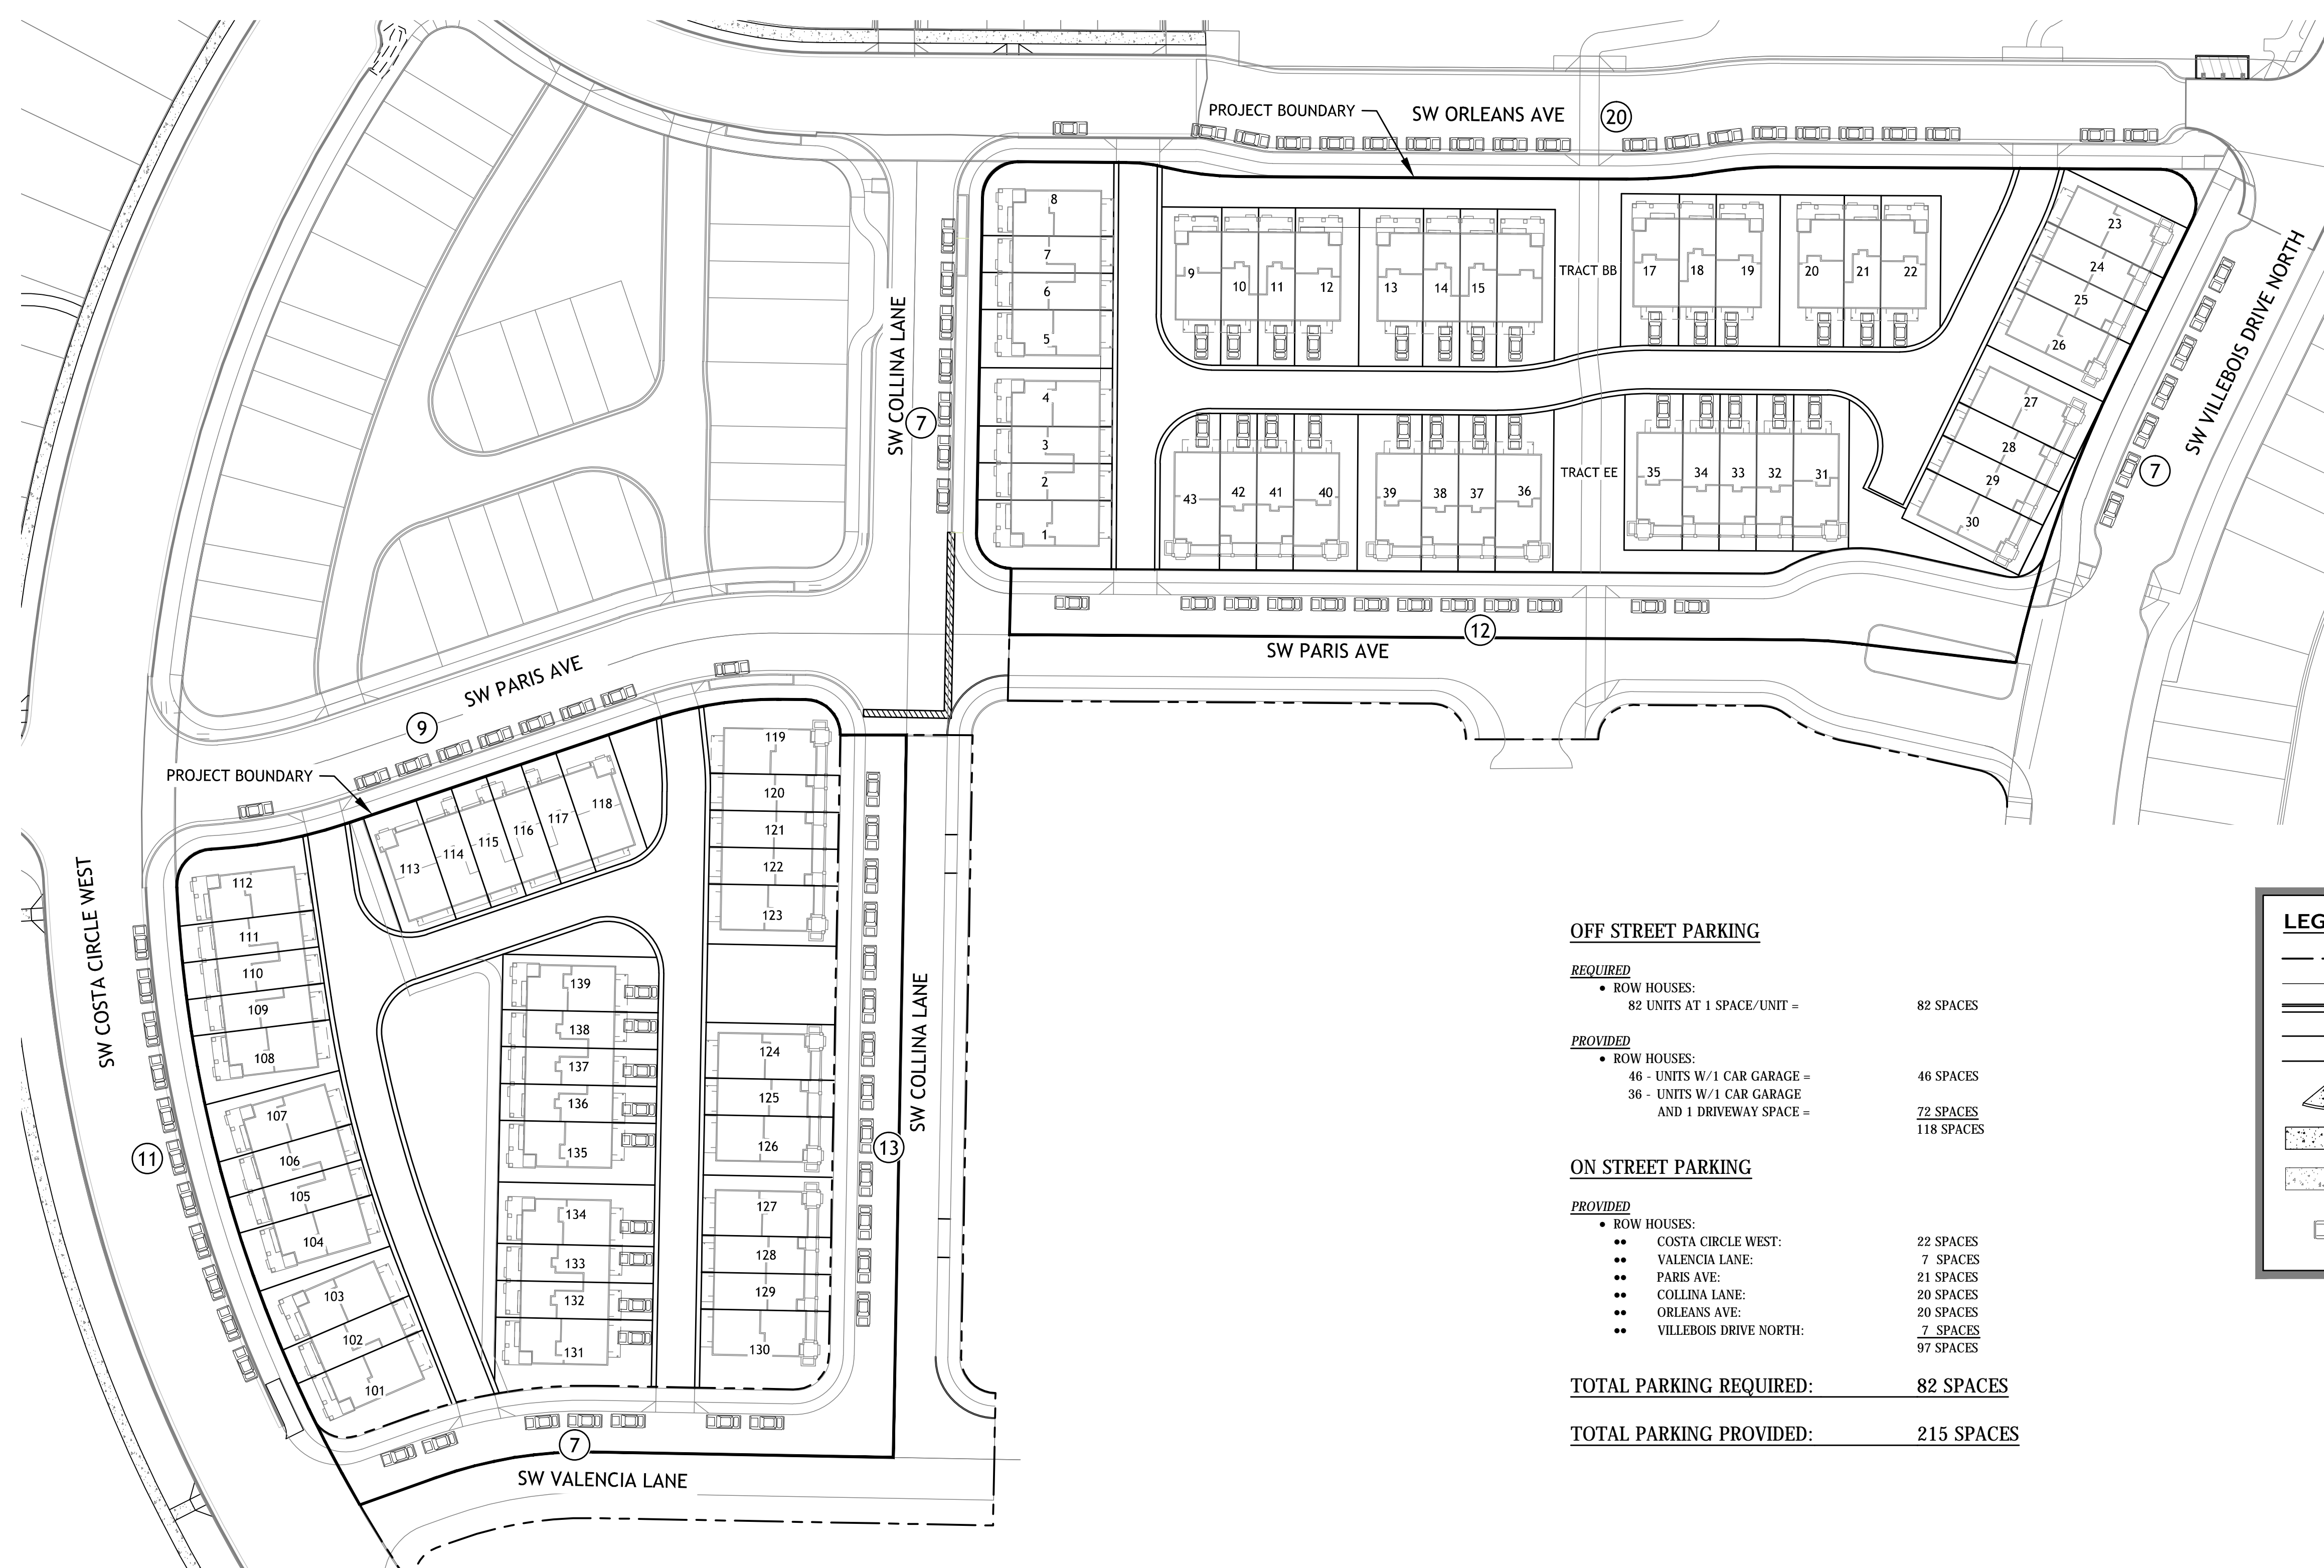 PROJECT BOUNDARY
SW ORLEANS AVE
20
8
7
6
5
4
3
2
1
SW COLLINA LANE
7
9
10
11
12
13
14
15
TRACT BB
17
18
19
20
21
22
23
24
25
26
27
28
29
30
SW VILLEBOIS DRIVE NORTH
7
43
42
41
40
39
38
37
36
TRACT EE
35
34
33
32
31
12
SW PARIS AVE
SW PARIS AVE
9
PROJECT BOUNDARY
113
114
115
116
117
118
119
120
121
122
123
112
111
110
109
108
107
106
105
104
103
102
101
SW COSTA CIRCLE WEST
11
139
138
137
136
135
134
133
132
131
124
125
126
127
128
129
130
SW COLLINA LANE
13
7
SW VALENCIA LANE
OFF STREET PARKING
REQUIRED
• ROW HOUSES:
82 UNITS AT 1 SPACE/UNIT = 82 SPACES
PROVIDED
• ROW HOUSES:
46 - UNITS W/1 CAR GARAGE = 46 SPACES
36 - UNITS W/1 CAR GARAGE
AND 1 DRIVEWAY SPACE = 72 SPACES
118 SPACES
ON STREET PARKING
PROVIDED
• ROW HOUSES:
•• COSTA CIRCLE WEST: 22 SPACES
•• VALENCIA LANE: 7 SPACES
•• PARIS AVE: 21 SPACES
•• COLLINA LANE: 20 SPACES
•• ORLEANS AVE: 20 SPACES
•• VILLEBOIS DRIVE NORTH: 7 SPACES
97 SPACES
TOTAL PARKING REQUIRED: 82 SPACES
TOTAL PARKING PROVIDED: 215 SPACES
LEG